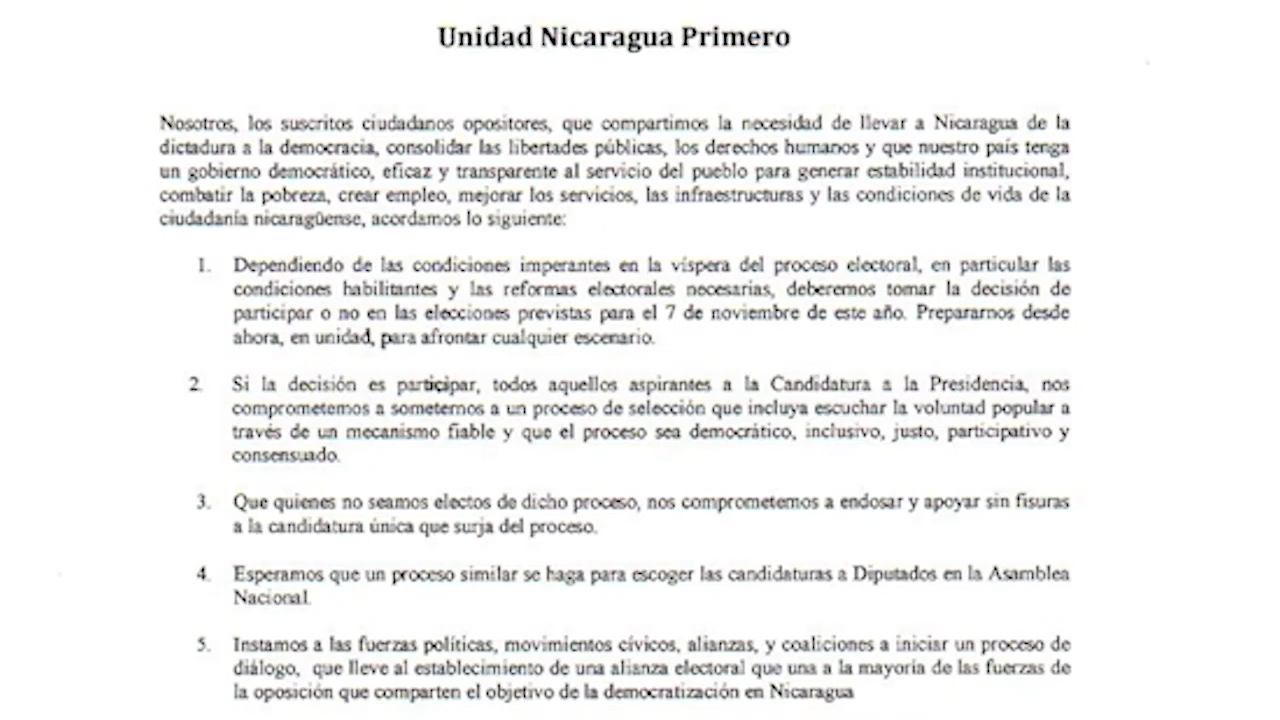 Unidad Nicaragua Primero
Nosotros, los suscritos ciudadanos opositores, que compartimos la necesidad de llevar a Nicaragua de la
dictadura a la democracia, consolidar las libertades públicas, los derechos humanos y que nuestro país tenga
un gobierno democrático, eficaz y transparente al servicio del pueblo para generar estabilidad institucional,
combatir la pobreza, crear empleo, mejorar los servicios, las infraestructuras y las condiciones de vida de la
ciudadanía nicaragüense, acordamos lo siguiente:
1. Dependiendo de las condiciones imperantes en la víspera del proceso electoral, en particular las
condiciones habilitantes y las reformas electorales necesarias, deberemos tomar la decisión de
participar o no en las elecciones previstas para el 7 de noviembre de este año. Prepararnos desde
ahora, en unidad, para afrontar cualquier escenario.
2. Si la decisión es participar, todos aquellos aspirantes a la Candidatura a la Presidencia, nos
comprometemos a someternos a un proceso de selección que incluya escuchar la voluntad popular a
través de un mecanismo fiable y que el proceso sea democrático, inclusivo, justo, participativo y
consensuado.
3. Que quienes no seamos electos de dicho proceso, nos comprometemos a endosar y apoyar sin fisuras
a la candidatura única que surja del proceso.
4. Esperamos que un proceso similar se haga para escoger las candidaturas a Diputados en la Asamblea
Nacional.
5. Instamos a las fuerzas políticas, movimientos cívicos, alianzas, y coaliciones a iniciar un proceso de
diálogo, que lleve al establecimiento de una alianza electoral que una a la mayoría de las fuerzas de
la oposición que comparten el objetivo de la democratización en Nicaragua